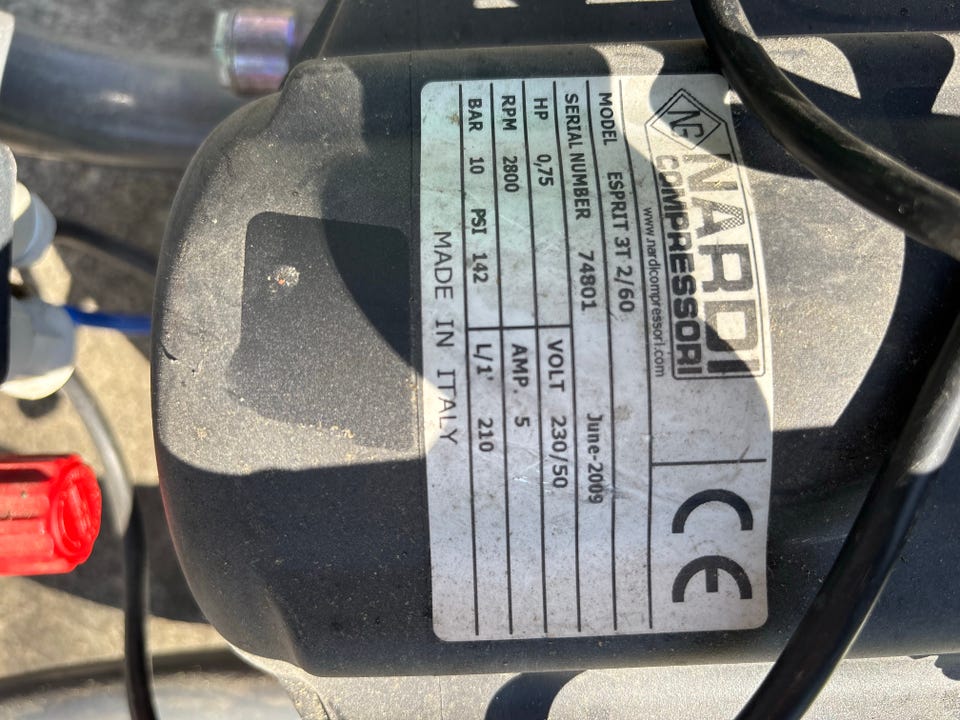 NG NARDI
COMPRESSORI
www.nardicompressori.com
CE
MODEL ESPRIT 3T 2/60
SERIAL NUMBER 74801 June-2009
HP 0,75 VOLT 230/50
RPM 2800 AMP. 5
BAR 10 PSI 142 L/1' 210
MADE IN ITALY